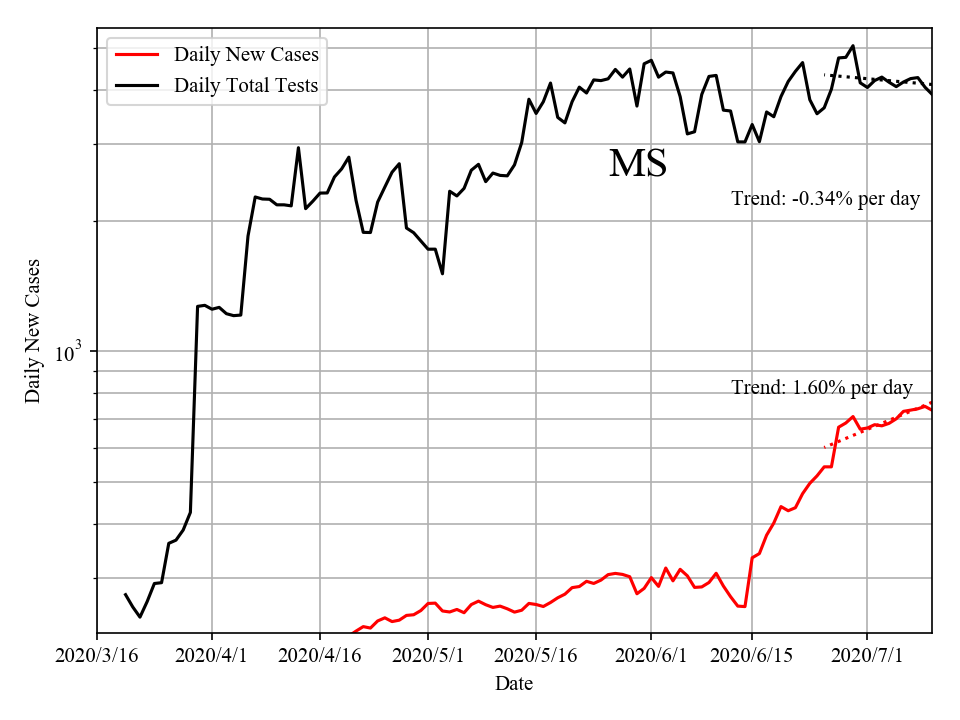 Daily New Cases
Daily Total Tests
MS
Trend: -0.34% per day
Trend: 1.60% per day
Daily New Cases
10³
2020/3/16 2020/4/1 2020/4/16 2020/5/1 2020/5/16 2020/6/1 2020/6/15 2020/7/1
Date